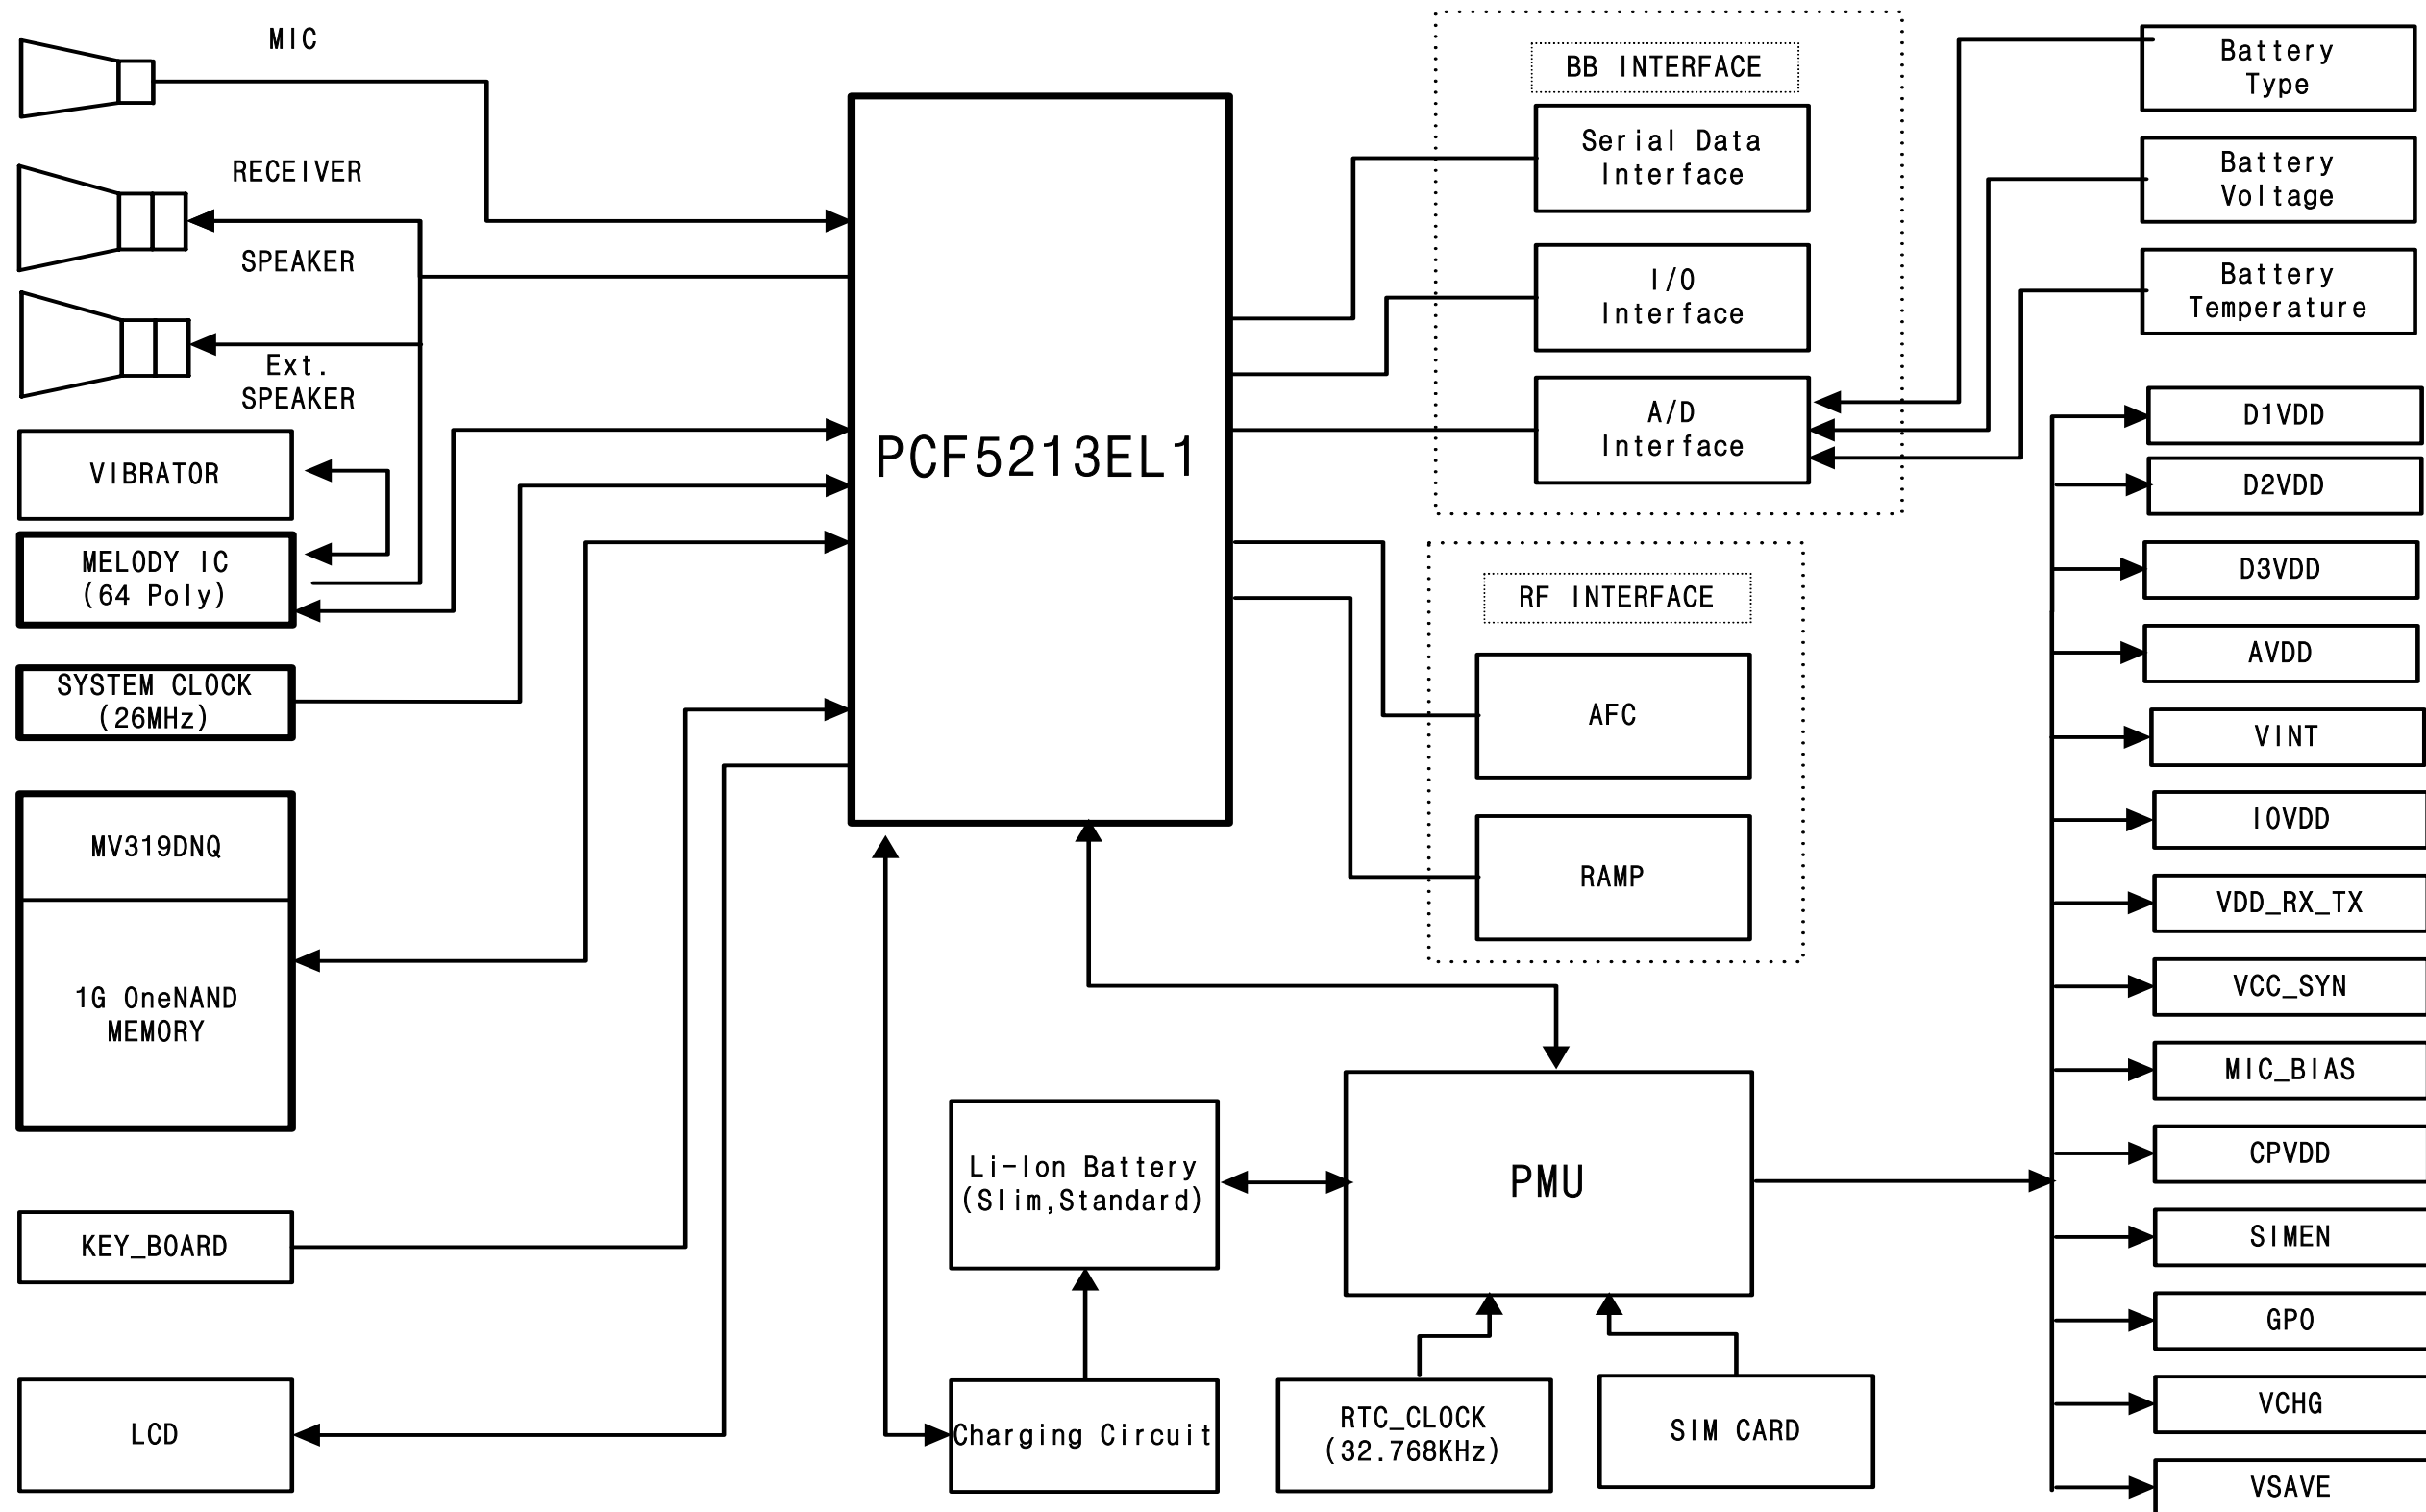 MIC
RECEIVER
SPEAKER
Ext.
SPEAKER
VIBRATOR
MELODY IC
(64 Poly)
SYSTEM CLOCK
(26MHz)
MV319DNQ
1G OneNAND
MEMORY
KEY_BOARD
LCD
PCF5213EL1
BB INTERFACE
Serial Data
Interface
I/O
Interface
A/D
Interface
RF INTERFACE
AFC
RAMP
Li-Ion Battery
(Slim,Standard)
PMU
Charging Circuit
RTC_CLOCK
(32.768KHz)
SIM CARD
Battery
Type
Battery
Voltage
Battery
Temperature
D1VDD
D2VDD
D3VDD
AVDD
VINT
IOVDD
VDD_RX_TX
VCC_SYN
MIC_BIAS
CPVDD
SIMEN
GPO
VCHG
VSAVE